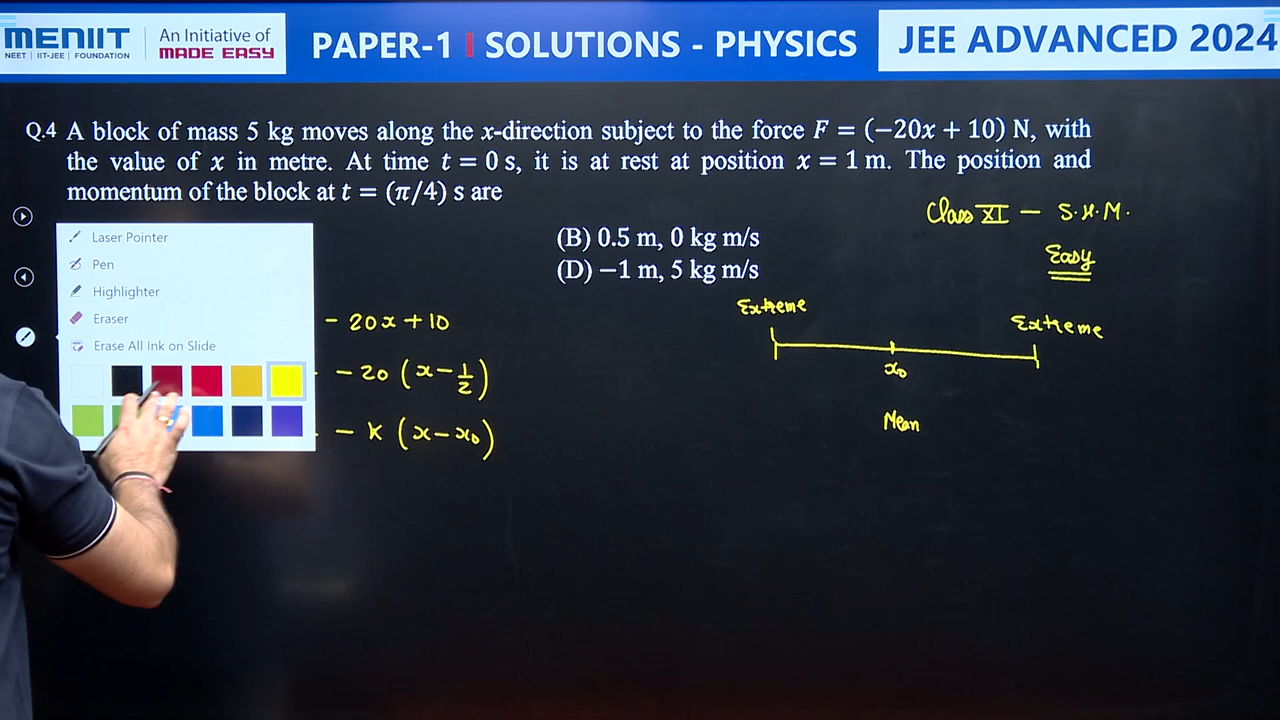 MENIIT
NEET | IIT-JEE | FOUNDATION
An Initiative of
MADE EASY
PAPER-1 | SOLUTIONS - PHYSICS
JEE ADVANCED 2024
Q.4 A block of mass 5 kg moves along the x-direction subject to the force F = (−20x + 10) N, with
the value of x in metre. At time t = 0 s, it is at rest at position x = 1 m. The position and
momentum of the block at t = (π/4) s are
Class XI – S.H.M.
Easy
(B) 0.5 m, 0 kg m/s
(D) −1 m, 5 kg m/s
Laser Pointer
Pen
Highlighter
Eraser
Erase All Ink on Slide
- 20x + 10
- 20 (x - 1/2)
- K (x - x₀)
Extreme
Extreme
x₀
Mean